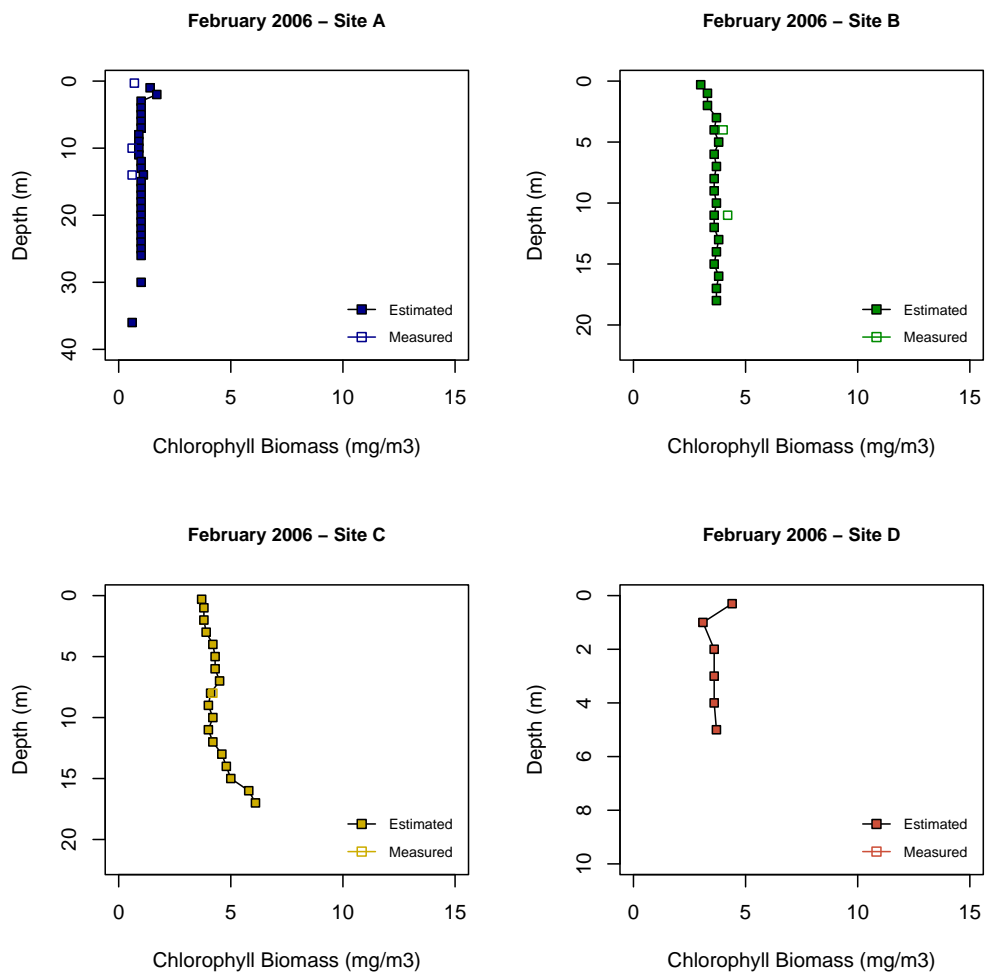 February 2006 – Site A
Depth (m)
0
10
20
30
40
Estimated
Measured
0 5 10 15
Chlorophyll Biomass (mg/m3)
February 2006 – Site B
Depth (m)
0
5
10
15
20
Estimated
Measured
0 5 10 15
Chlorophyll Biomass (mg/m3)
February 2006 – Site C
Depth (m)
0
5
10
15
20
Estimated
Measured
0 5 10 15
Chlorophyll Biomass (mg/m3)
February 2006 – Site D
Depth (m)
0
2
4
6
8
10
Estimated
Measured
0 5 10 15
Chlorophyll Biomass (mg/m3)